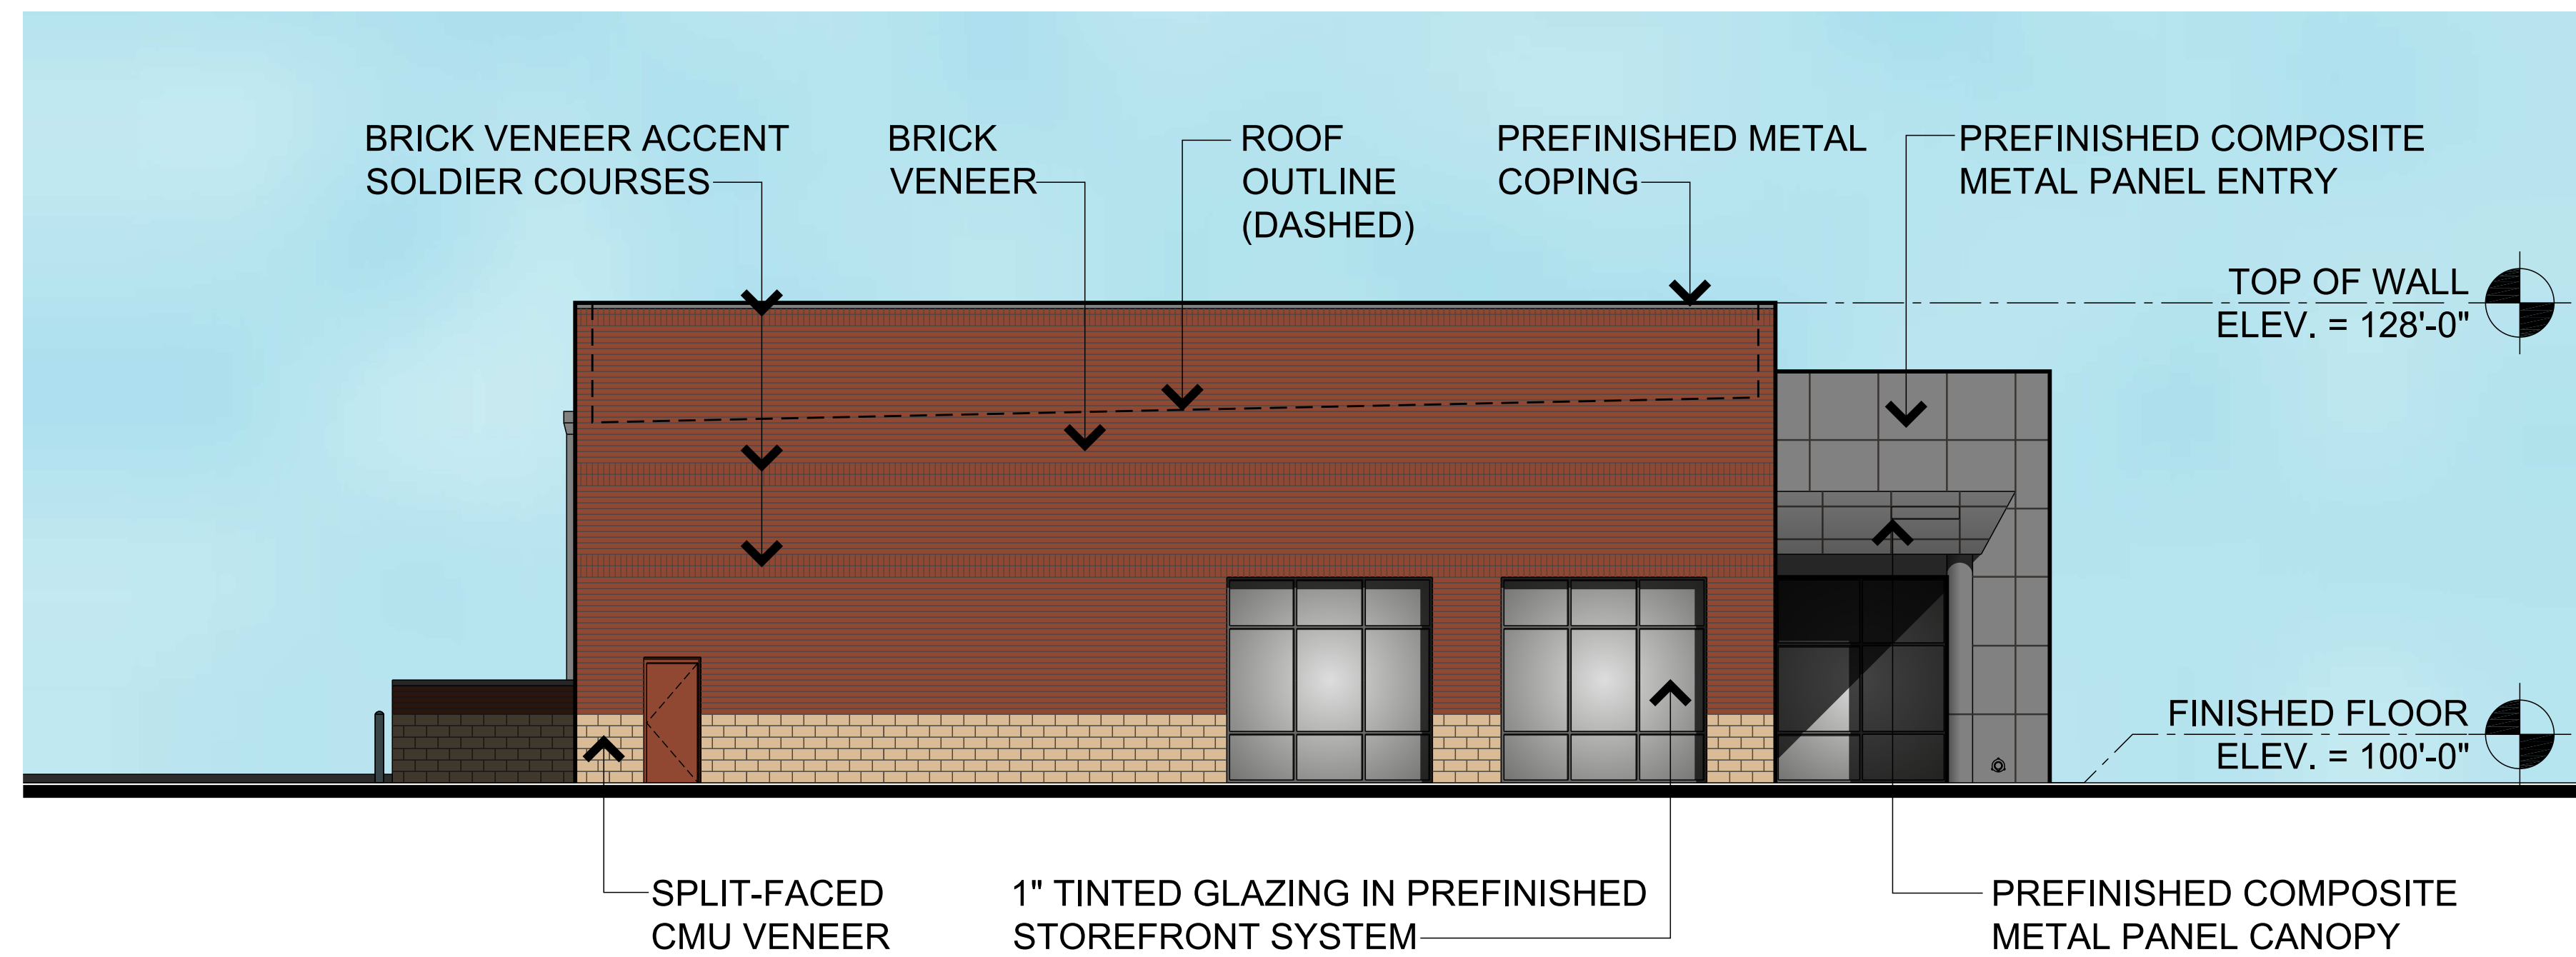 BRICK VENEER ACCENT
SOLDIER COURSES
BRICK
VENEER
ROOF
OUTLINE
(DASHED)
PREFINISHED METAL
COPING
PREFINISHED COMPOSITE
METAL PANEL ENTRY
TOP OF WALL
ELEV. = 128'-0"
FINISHED FLOOR
ELEV. = 100'-0"
SPLIT-FACED
CMU VENEER
1" TINTED GLAZING IN PREFINISHED
STOREFRONT SYSTEM
PREFINISHED COMPOSITE
METAL PANEL CANOPY